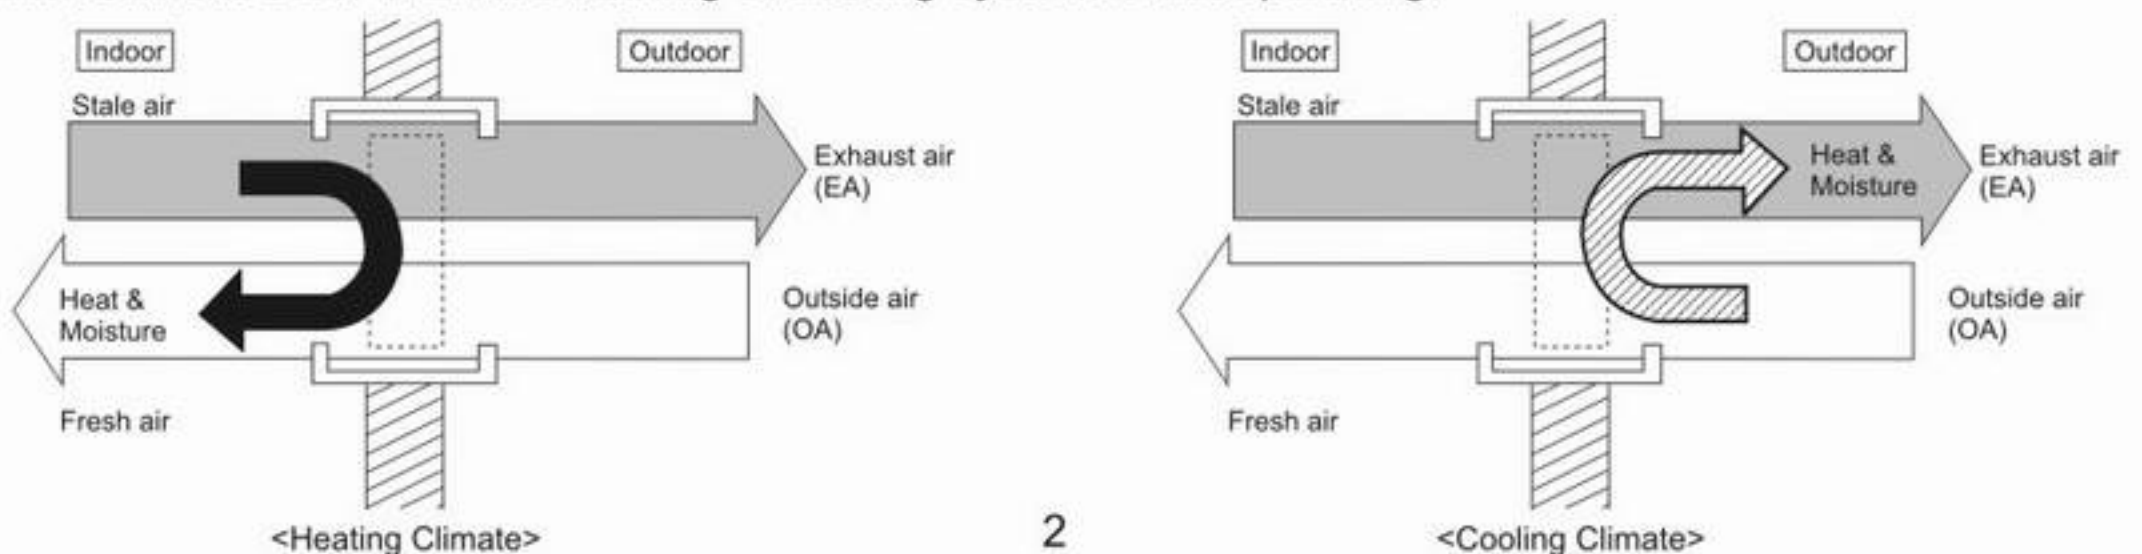 Indoor
Outdoor
Stale air
Exhaust air
(EA)
Heat &
Moisture
Outside air
(OA)
Fresh air
<Heating Climate>
2
Indoor
Outdoor
Stale air
Heat &
Moisture
Exhaust air
(EA)
Outside air
(OA)
Fresh air
<Cooling Climate>